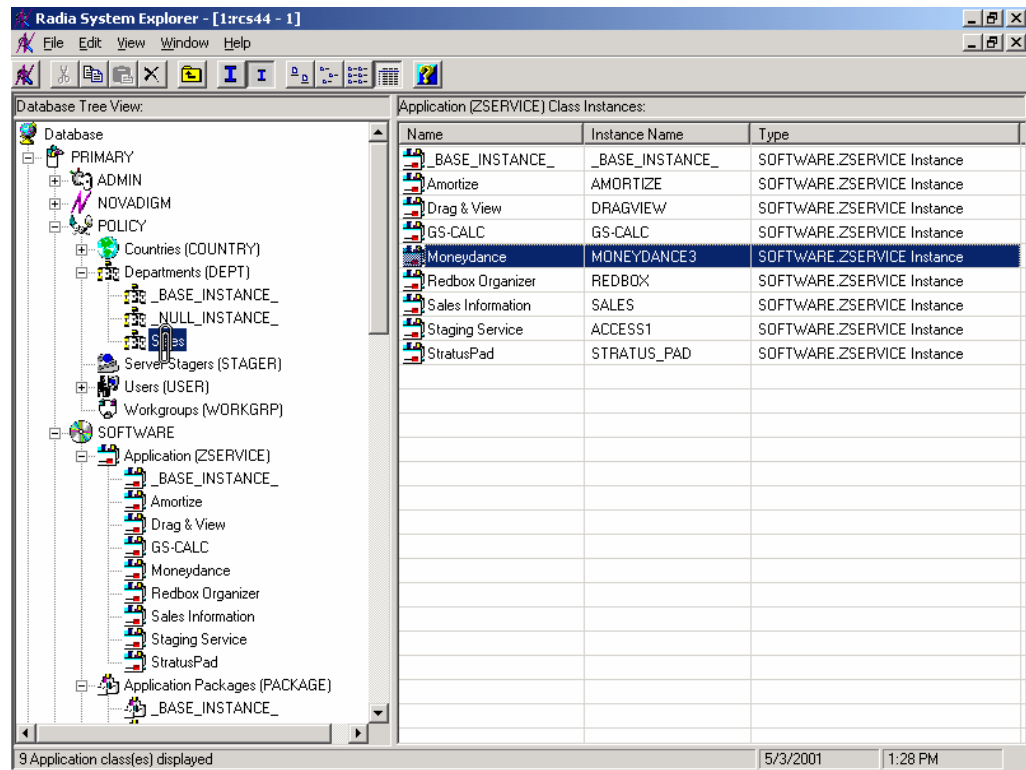 Radia System Explorer - [1:rcs44 - 1]
File Edit View Window Help
Database Tree View:
Database
PRIMARY
ADMIN
NOVADIGM
POLICY
Countries (COUNTRY)
Departments (DEPT)
_BASE_INSTANCE_
_NULL_INSTANCE_
Sales
Server Stagers (STAGER)
Users (USER)
Workgroups (WORKGRP)
SOFTWARE
Application (ZSERVICE)
_BASE_INSTANCE_
Amortize
Drag & View
GS-CALC
Moneydance
Redbox Organizer
Sales Information
Staging Service
StratusPad
Application Packages (PACKAGE)
_BASE_INSTANCE_
Application (ZSERVICE) Class Instances:
Name Instance Name Type
_BASE_INSTANCE_ _BASE_INSTANCE_ SOFTWARE.ZSERVICE Instance
Amortize AMORTIZE SOFTWARE.ZSERVICE Instance
Drag & View DRAGVIEW SOFTWARE.ZSERVICE Instance
GS-CALC GS-CALC SOFTWARE.ZSERVICE Instance
Moneydance MONEYDANCE3 SOFTWARE.ZSERVICE Instance
Redbox Organizer REDBOX SOFTWARE.ZSERVICE Instance
Sales Information SALES SOFTWARE.ZSERVICE Instance
Staging Service ACCESS1 SOFTWARE.ZSERVICE Instance
StratusPad STRATUS_PAD SOFTWARE.ZSERVICE Instance
9 Application class(es) displayed 5/3/2001 1:28 PM